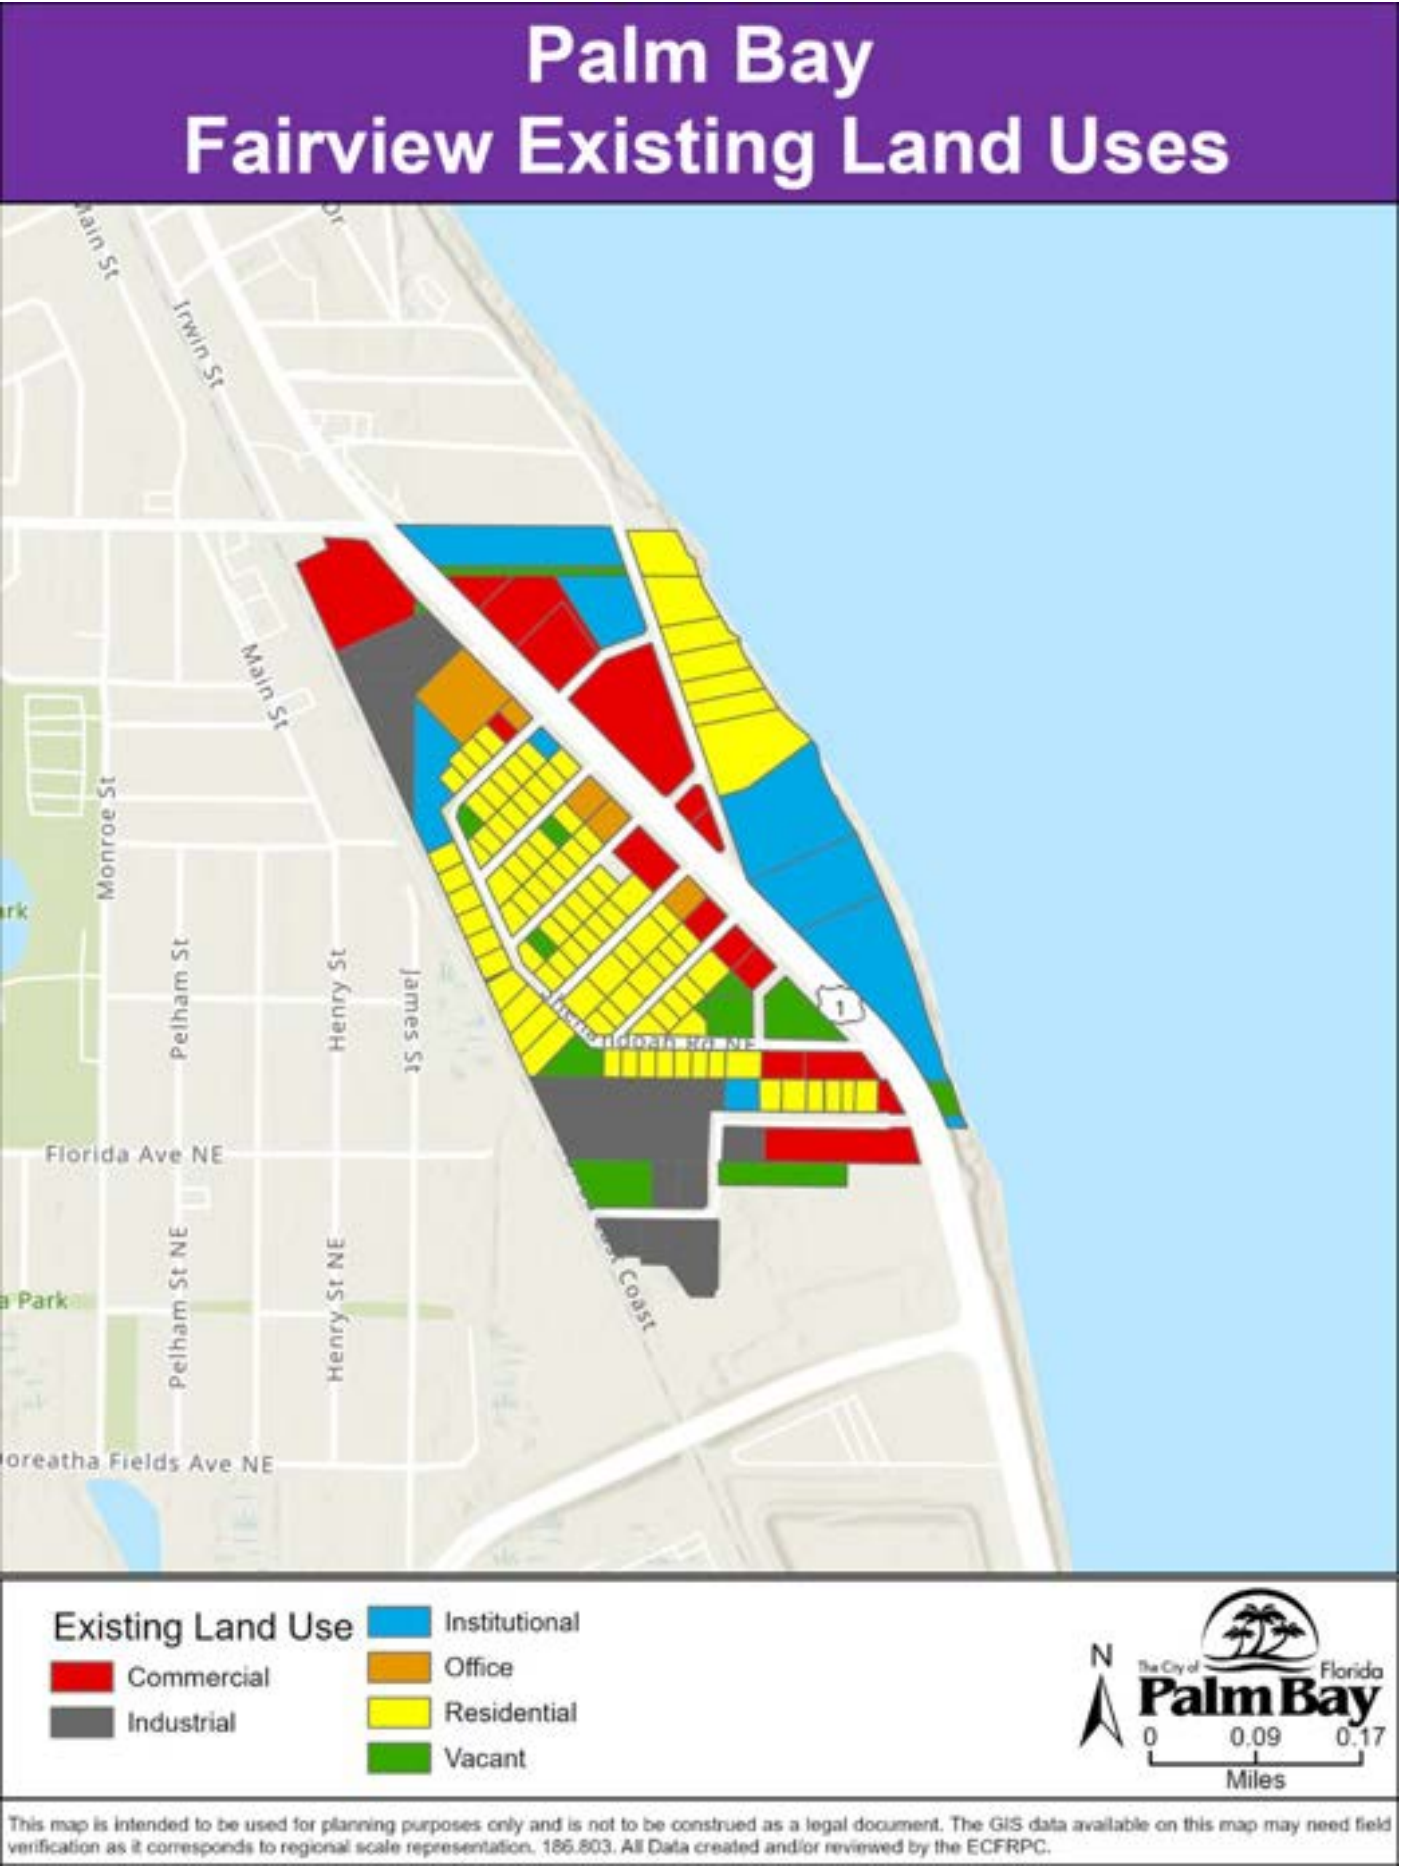 Palm Bay
Fairview Existing Land Uses
Main St
Dr
Irwin St
Main St
Monroe St
ark
Pelham St
Henry St
James St
1
Rd NE
Florida Ave NE
Pelham St NE
Henry St NE
Coast
a Park
oreatha Fields Ave NE
Existing Land Use
Commercial
Industrial
Institutional
Office
Residential
Vacant
N
The City of
Florida
Palm Bay
0 0.09 0.17
Miles
This map is intended to be used for planning purposes only and is not to be construed as a legal document. The GIS data available on this map may need field
verification as it corresponds to regional scale representation. 186.803. All Data created and/or reviewed by the ECFRPC.